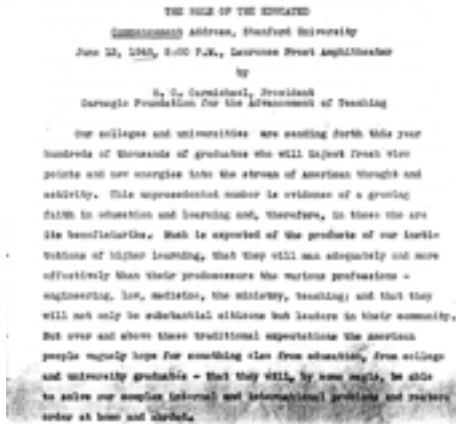 THE ROLE OF THE EDUCATED
Commencement Address, Stanford University
June 12, 1949, 5:00 P.M., Laurence Frost Amphitheater
by
O. C. Carmichael, President
Carnegie Foundation for the Advancement of Teaching
Our colleges and universities are sending forth this year
hundreds of thousands of graduates who will inject fresh view
points and new energies into the stream of American thought and
activity. This unprecedented number is evidence of a growing
faith in education and learning and, therefore, in those who are
its beneficiaries. Much is expected of the products of our insti-
tutions of higher learning, that they will man adequately and more
effectively than their predecessors the various professions -
engineering, law, medicine, the ministry, teaching; and that they
will not only be substantial citizens but leaders in their community.
But over and above these traditional expectations the American
people vaguely hope for something else from education, from college
and university graduates - that they will, by some magic, be able
to solve our complex internal and international problems and restore
order at home and abroad.